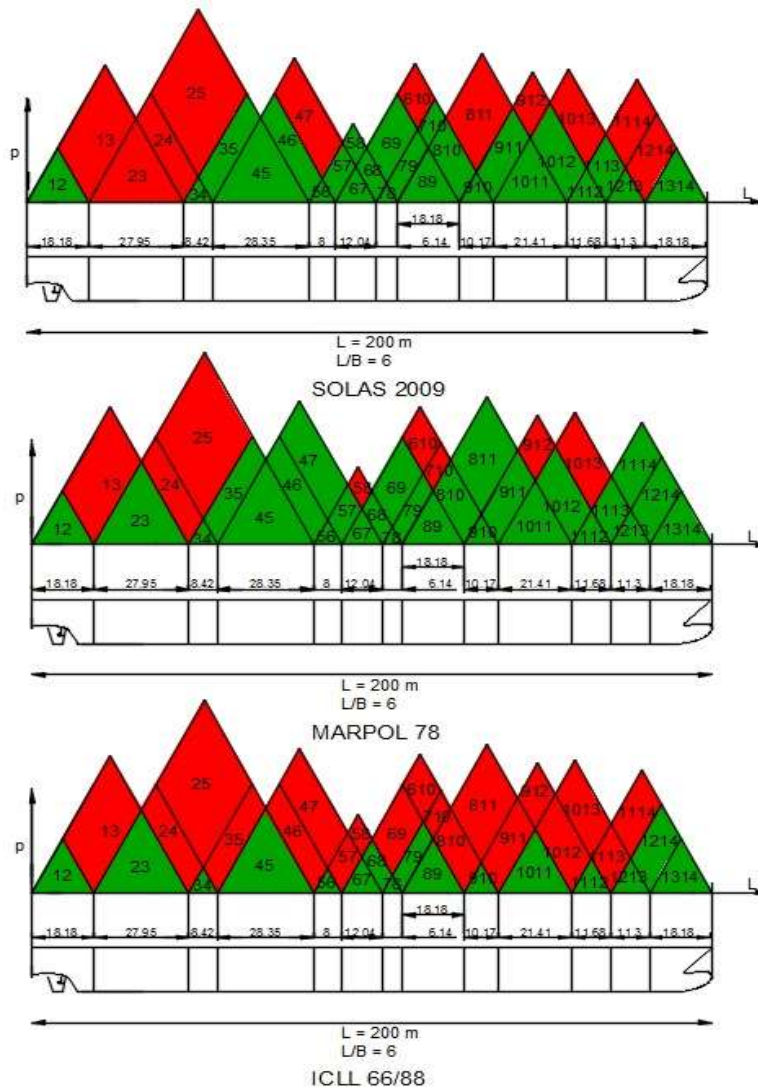 25
610 811 912
47 1013
1114
13 24 35 46 58 69 710 911 1012 1214
p
23 45 57 68 79 810 1113
12 34 56 67 78 89 910 1011 1112 1213 1314
L
18.18
18.18 27.95 8.42 28.35 8 12.04 6.14 10.17 21.41 11.68 11.3 18.18
L = 200 m
L/B = 6
SOLAS 2009
25
610 811 912 1013
47
13 24 35 46 58 69 710 911 1012 1114
p
23 45 57 68 79 810 1113 1214
12 34 56 67 78 89 910 1011 1112 1213 1314
L
18.18
18.18 27.95 8.42 28.35 8 12.04 6.14 10.17 21.41 11.68 11.3 18.18
L = 200 m
L/B = 6
MARPOL 78
25
610 811 912 1013
47
13 24 35 46 58 69 710 911 1012 1114
p
23 45 57 68 79 810 1113 1214
12 34 56 67 78 89 910 1011 1112 1213 1314
L
18.18
18.18 27.95 8.42 28.35 8 12.04 6.14 10.17 21.41 11.68 11.3 18.18
L = 200 m
L/B = 6
ICLL 66/88